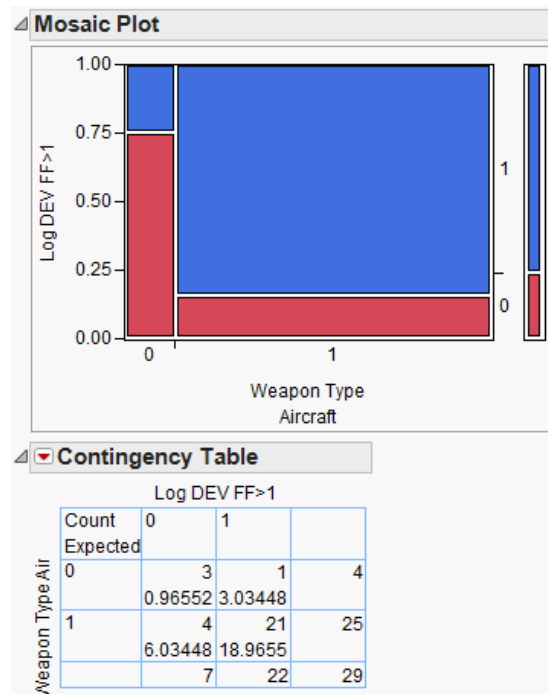 Mosaic Plot
1.00
0.75
0.50
0.25
0.00
Log DEV FF>1
1
0
0 1
Weapon Type
Aircraft
Contingency Table
Log DEV FF>1
Weapon Type Air
Count 0 1
Expected
0 3 1 4
0.96552 3.03448
1 4 21 25
6.03448 18.9655
7 22 29